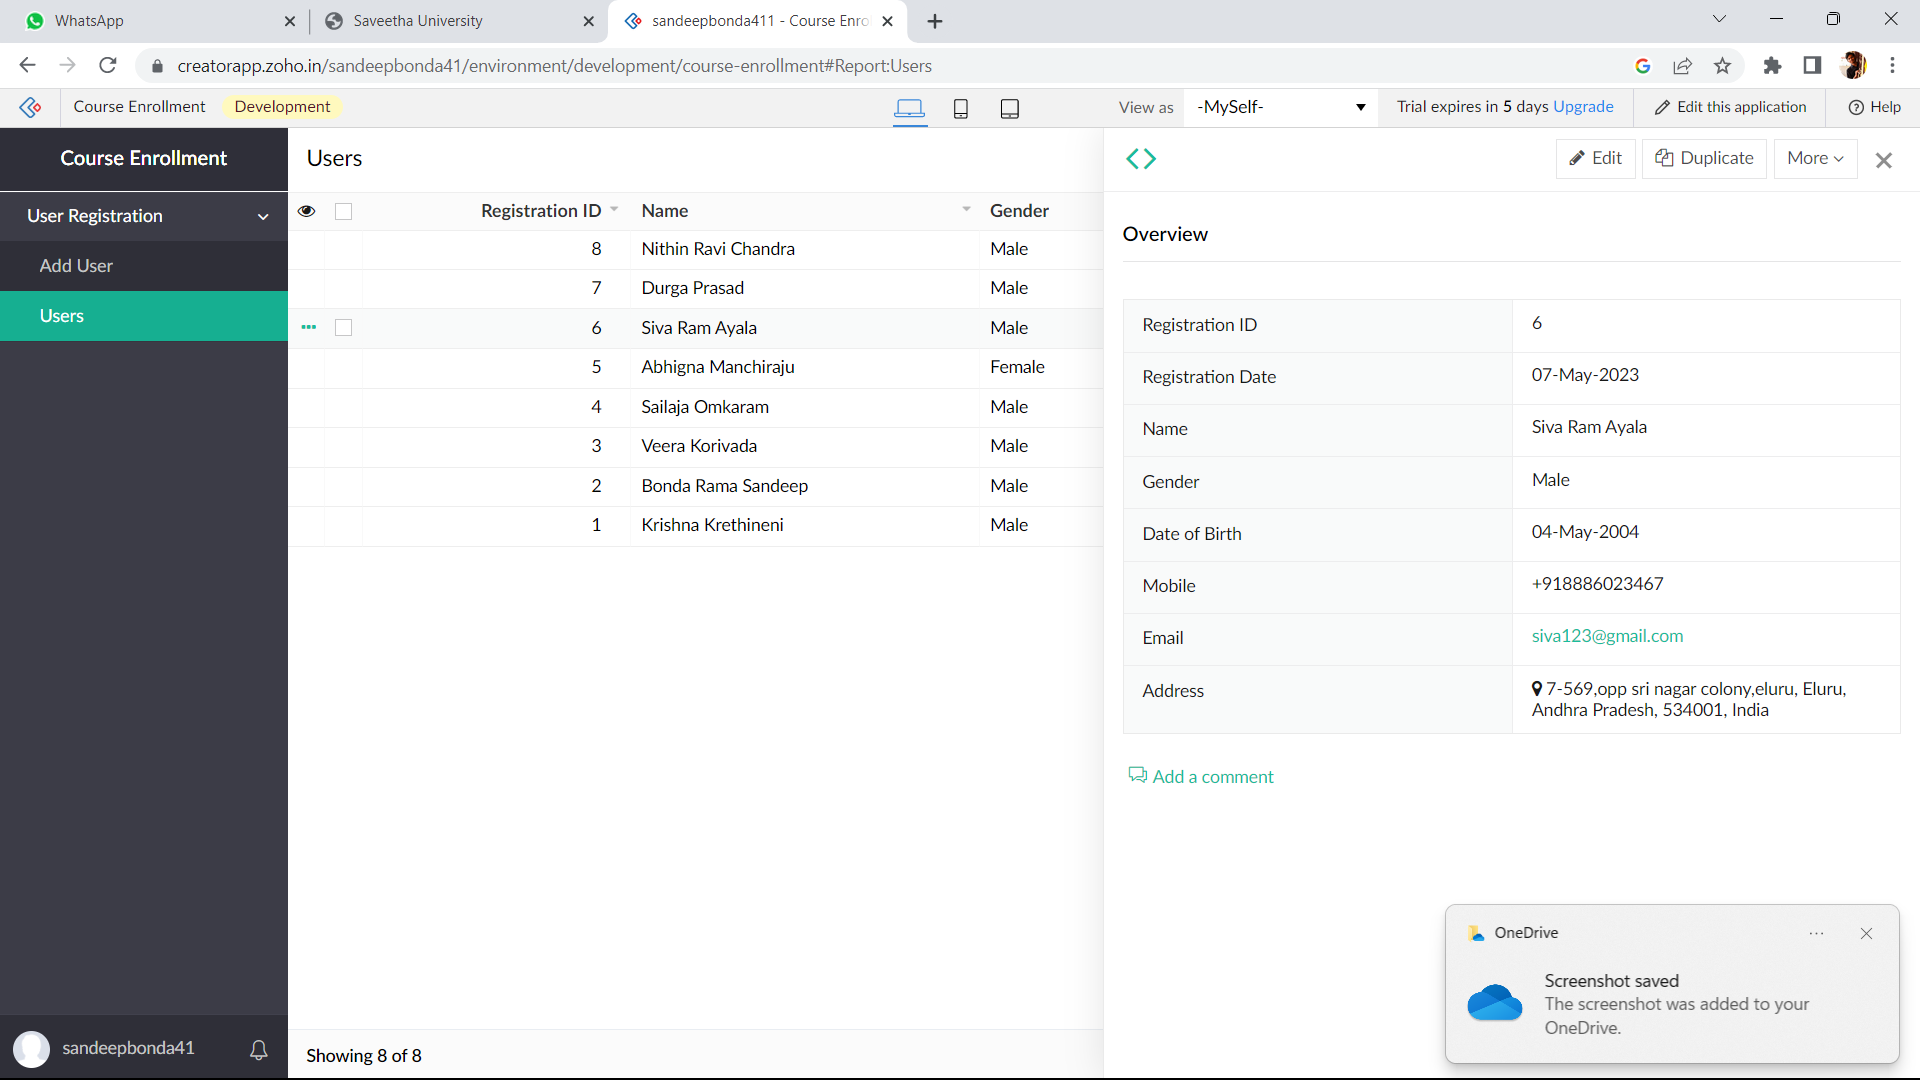 WhatsApp
Saveetha University
sandeepbonda411 - Course Enro
creatorapp.zoho.in/sandeepbonda41/environment/development/course-enrollment#Report:Users
Course Enrollment Development View as -MySelf- Trial expires in 5 days Upgrade Edit this application Help
Course Enrollment
User Registration
Add User
Users
sandeepbonda41
Users
Registration ID Name Gender
8 Nithin Ravi Chandra Male
7 Durga Prasad Male
6 Siva Ram Ayala Male
5 Abhigna Manchiraju Female
4 Sailaja Omkaram Male
3 Veera Korivada Male
2 Bonda Rama Sandeep Male
1 Krishna Krethineni Male
Showing 8 of 8
Edit Duplicate More
Overview
Registration ID 6
Registration Date 07-May-2023
Name Siva Ram Ayala
Gender Male
Date of Birth 04-May-2004
Mobile +918886023467
Email siva123@gmail.com
Address 7-569,opp sri nagar colony,eluru, Eluru,
Andhra Pradesh, 534001, India
Add a comment
OneDrive
Screenshot saved
The screenshot was added to your
OneDrive.